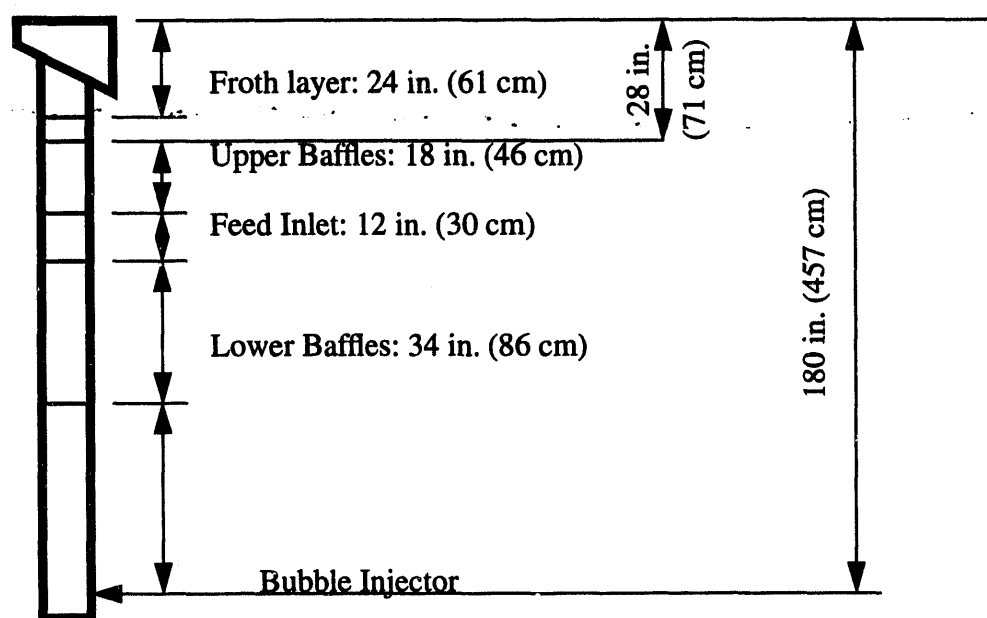 Froth layer: 24 in. (61 cm)
28 in.
(71 cm)
Upper Baffles: 18 in. (46 cm)
Feed Inlet: 12 in. (30 cm)
Lower Baffles: 34 in. (86 cm)
180 in. (457 cm)
Bubble Injector